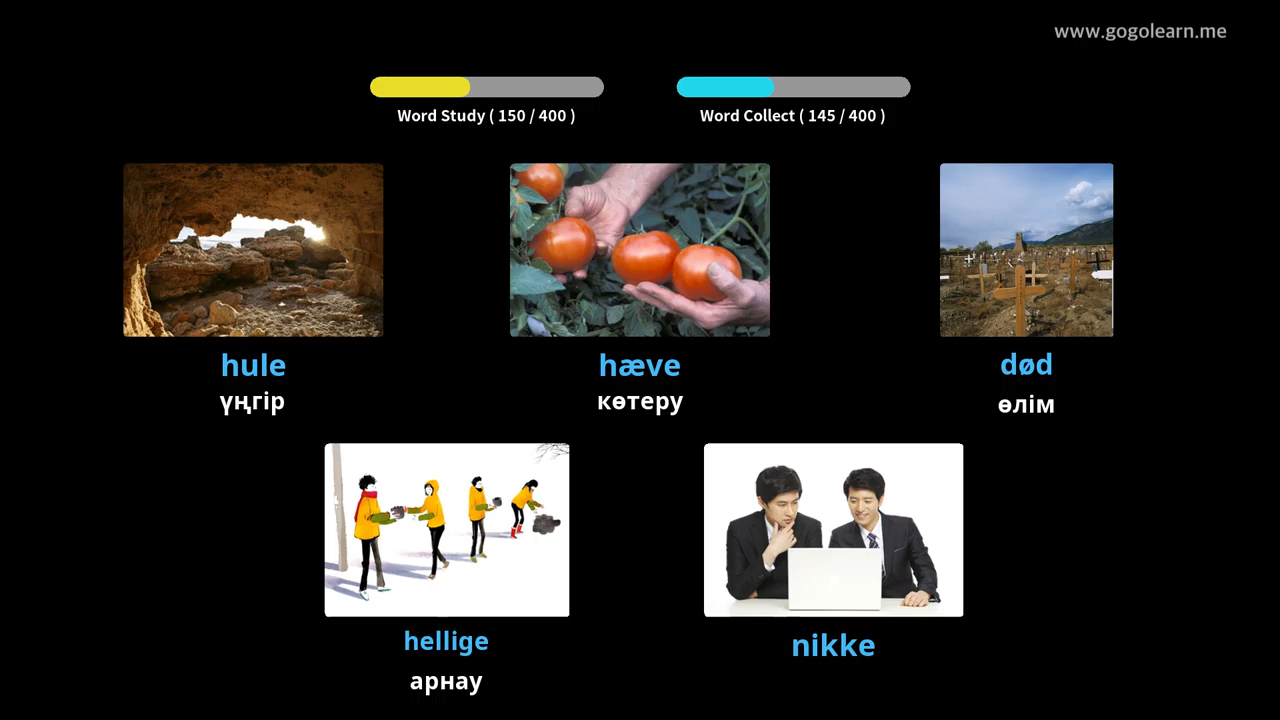 www.gogolearn.me
Word Study ( 150 / 400 )
Word Collect ( 145 / 400 )
hule
үңгір
hæve
көтеру
død
өлім
hellige
арнау
nikke